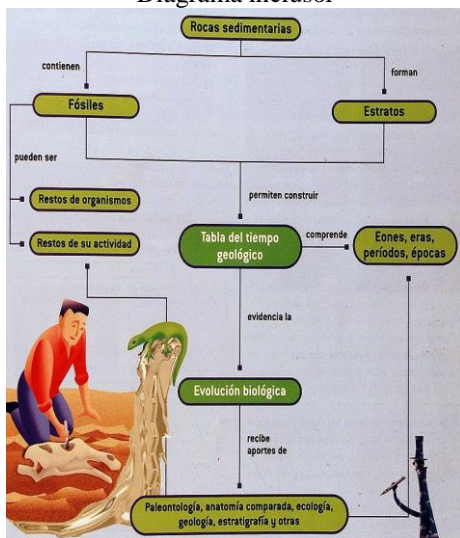 Diagrama inclusor
Rocas sedimentarias
contienen
forman
Fósiles
Estratos
pueden ser
permiten construir
Restos de organismos
Restos de su actividad
Tabla del tiempo
geológico
comprende
Eones, eras,
períodos, épocas
evidencia la
Evolución biológica
recibe
aportes de
Paleontología, anatomía comparada, ecología,
geología, estratigrafía y otras